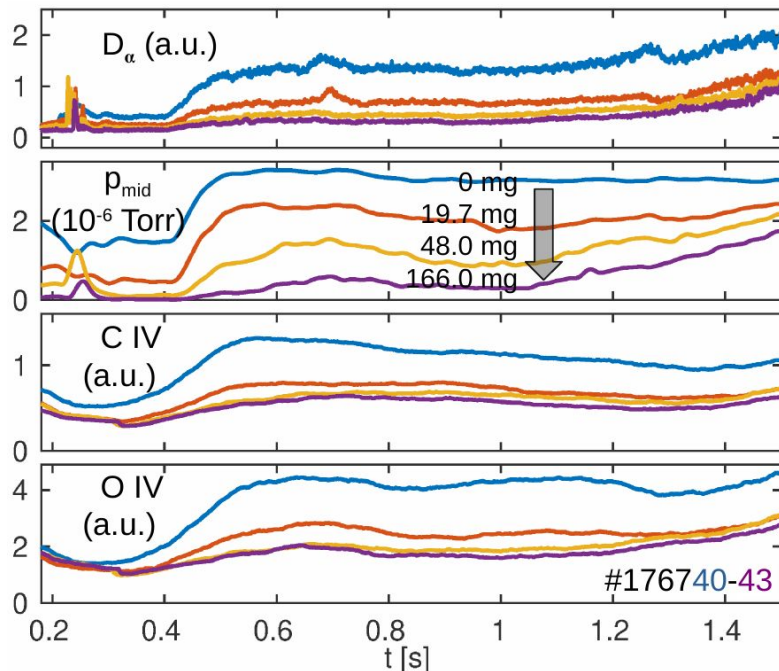 2
1
0
D𝛂 (a.u.)
2
0
p_mid
(10⁻⁶ Torr)
0 mg
19.7 mg
48.0 mg
166.0 mg
1
0
C IV
(a.u.)
4
2
0
O IV
(a.u.)
#176740-43
0.2 0.4 0.6 0.8 1 1.2 1.4
t [s]